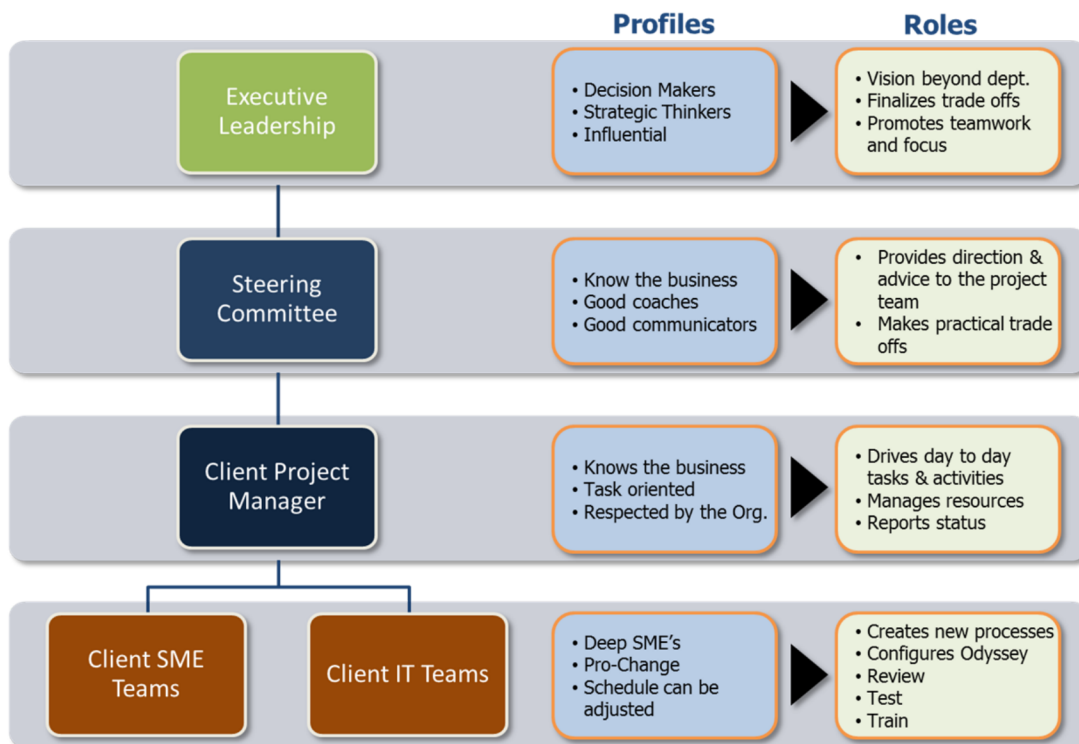 Profiles
Roles
Executive
Leadership
• Decision Makers
• Strategic Thinkers
• Influential
• Vision beyond dept.
• Finalizes trade offs
• Promotes teamwork
and focus
Steering
Committee
• Know the business
• Good coaches
• Good communicators
• Provides direction &
advice to the project
team
• Makes practical trade
offs
Client Project
Manager
• Knows the business
• Task oriented
• Respected by the Org.
• Drives day to day
tasks & activities
• Manages resources
• Reports status
Client SME
Teams
Client IT Teams
• Deep SME's
• Pro-Change
• Schedule can be
adjusted
• Creates new processes
• Configures Odyssey
• Review
• Test
• Train